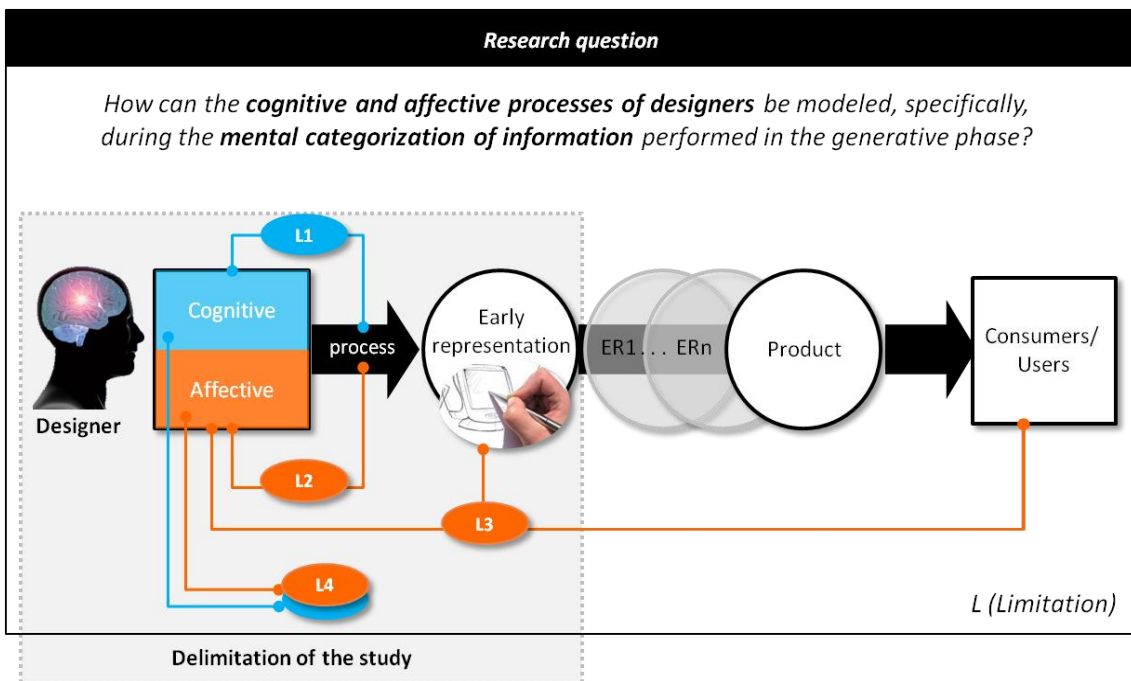 Research question
How can the cognitive and affective processes of designers be modeled, specifically,
during the mental categorization of information performed in the generative phase?
L1
Cognitive
Affective
process
Early
representation
ER1... ERn
Product
Consumers/
Users
Designer
L2
L3
L4
L (Limitation)
Delimitation of the study